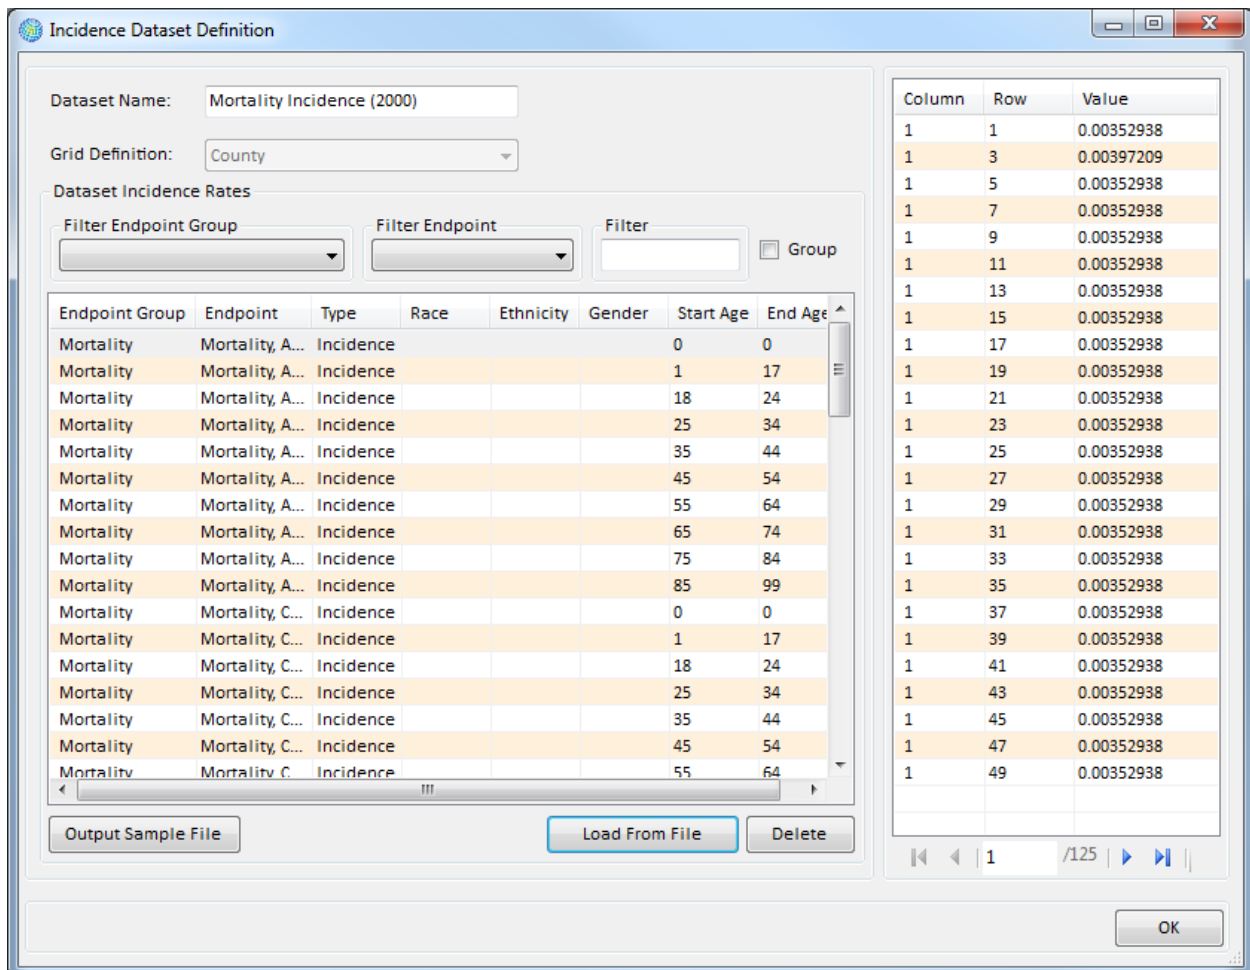 Incidence Dataset Definition
Dataset Name: Mortality Incidence (2000)
Grid Definition: County
Dataset Incidence Rates
Filter Endpoint Group Filter Endpoint Filter
Group
Endpoint Group Endpoint Type Race Ethnicity Gender Start Age End Age
Mortality Mortality, A... Incidence 0 0
Mortality Mortality, A... Incidence 1 17
Mortality Mortality, A... Incidence 18 24
Mortality Mortality, A... Incidence 25 34
Mortality Mortality, A... Incidence 35 44
Mortality Mortality, A... Incidence 45 54
Mortality Mortality, A... Incidence 55 64
Mortality Mortality, A... Incidence 65 74
Mortality Mortality, A... Incidence 75 84
Mortality Mortality, A... Incidence 85 99
Mortality Mortality, C... Incidence 0 0
Mortality Mortality, C... Incidence 1 17
Mortality Mortality, C... Incidence 18 24
Mortality Mortality, C... Incidence 25 34
Mortality Mortality, C... Incidence 35 44
Mortality Mortality, C... Incidence 45 54
Mortality Mortality C Incidence 55 64
Output Sample File Load From File Delete
Column Row Value
1 1 0.00352938
1 3 0.00397209
1 5 0.00352938
1 7 0.00352938
1 9 0.00352938
1 11 0.00352938
1 13 0.00352938
1 15 0.00352938
1 17 0.00352938
1 19 0.00352938
1 21 0.00352938
1 23 0.00352938
1 25 0.00352938
1 27 0.00352938
1 29 0.00352938
1 31 0.00352938
1 33 0.00352938
1 35 0.00352938
1 37 0.00352938
1 39 0.00352938
1 41 0.00352938
1 43 0.00352938
1 45 0.00352938
1 47 0.00352938
1 49 0.00352938
1 /125
OK